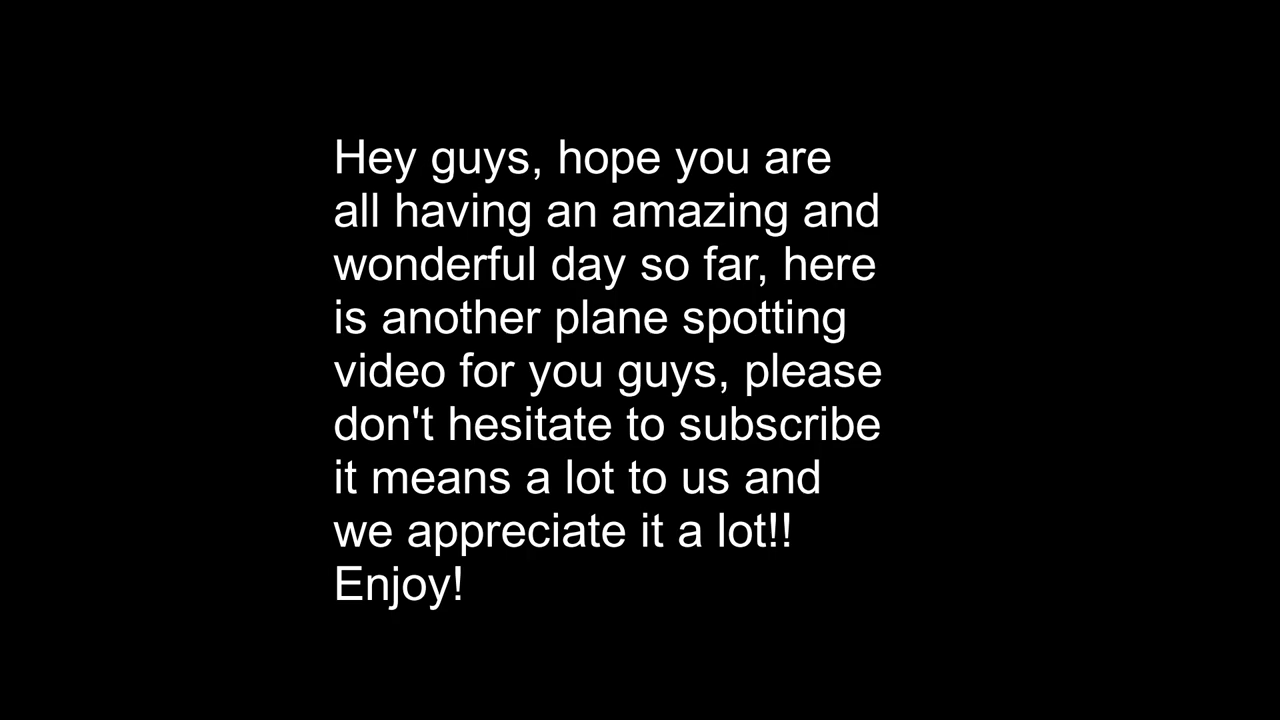 Hey guys, hope you are
all having an amazing and
wonderful day so far, here
is another plane spotting
video for you guys, please
don't hesitate to subscribe
it means a lot to us and
we appreciate it a lot!!
Enjoy!